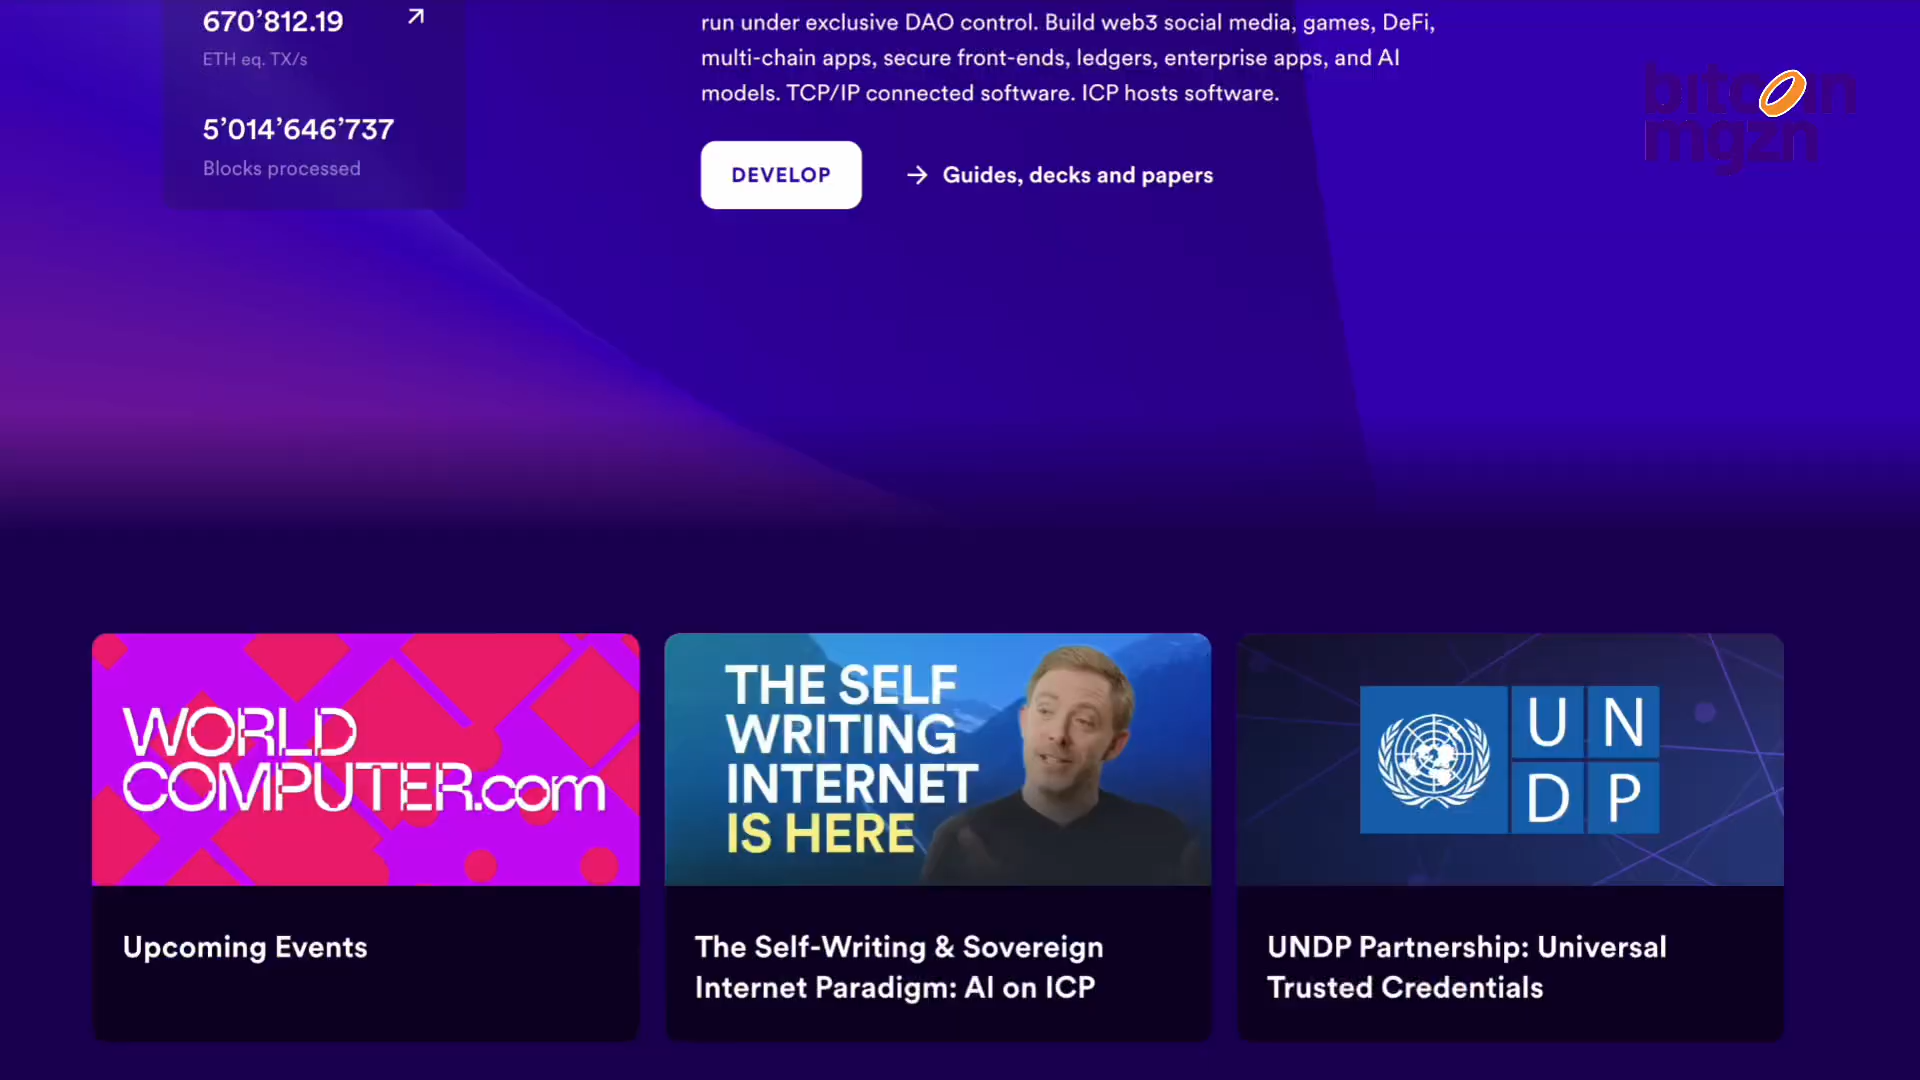 670’812.19
ETH eq. TX/s
5’014’646’737
Blocks processed
run under exclusive DAO control. Build web3 social media, games, DeFi,
multi-chain apps, secure front-ends, ledgers, enterprise apps, and AI
models. TCP/IP connected software. ICP hosts software.
DEVELOP
→ Guides, decks and papers
bitcoin
mgzn
WORLD
COMPUTER.com
Upcoming Events
THE SELF
WRITING
INTERNET
IS HERE
The Self-Writing & Sovereign
Internet Paradigm: AI on ICP
U N
D P
UNDP Partnership: Universal
Trusted Credentials